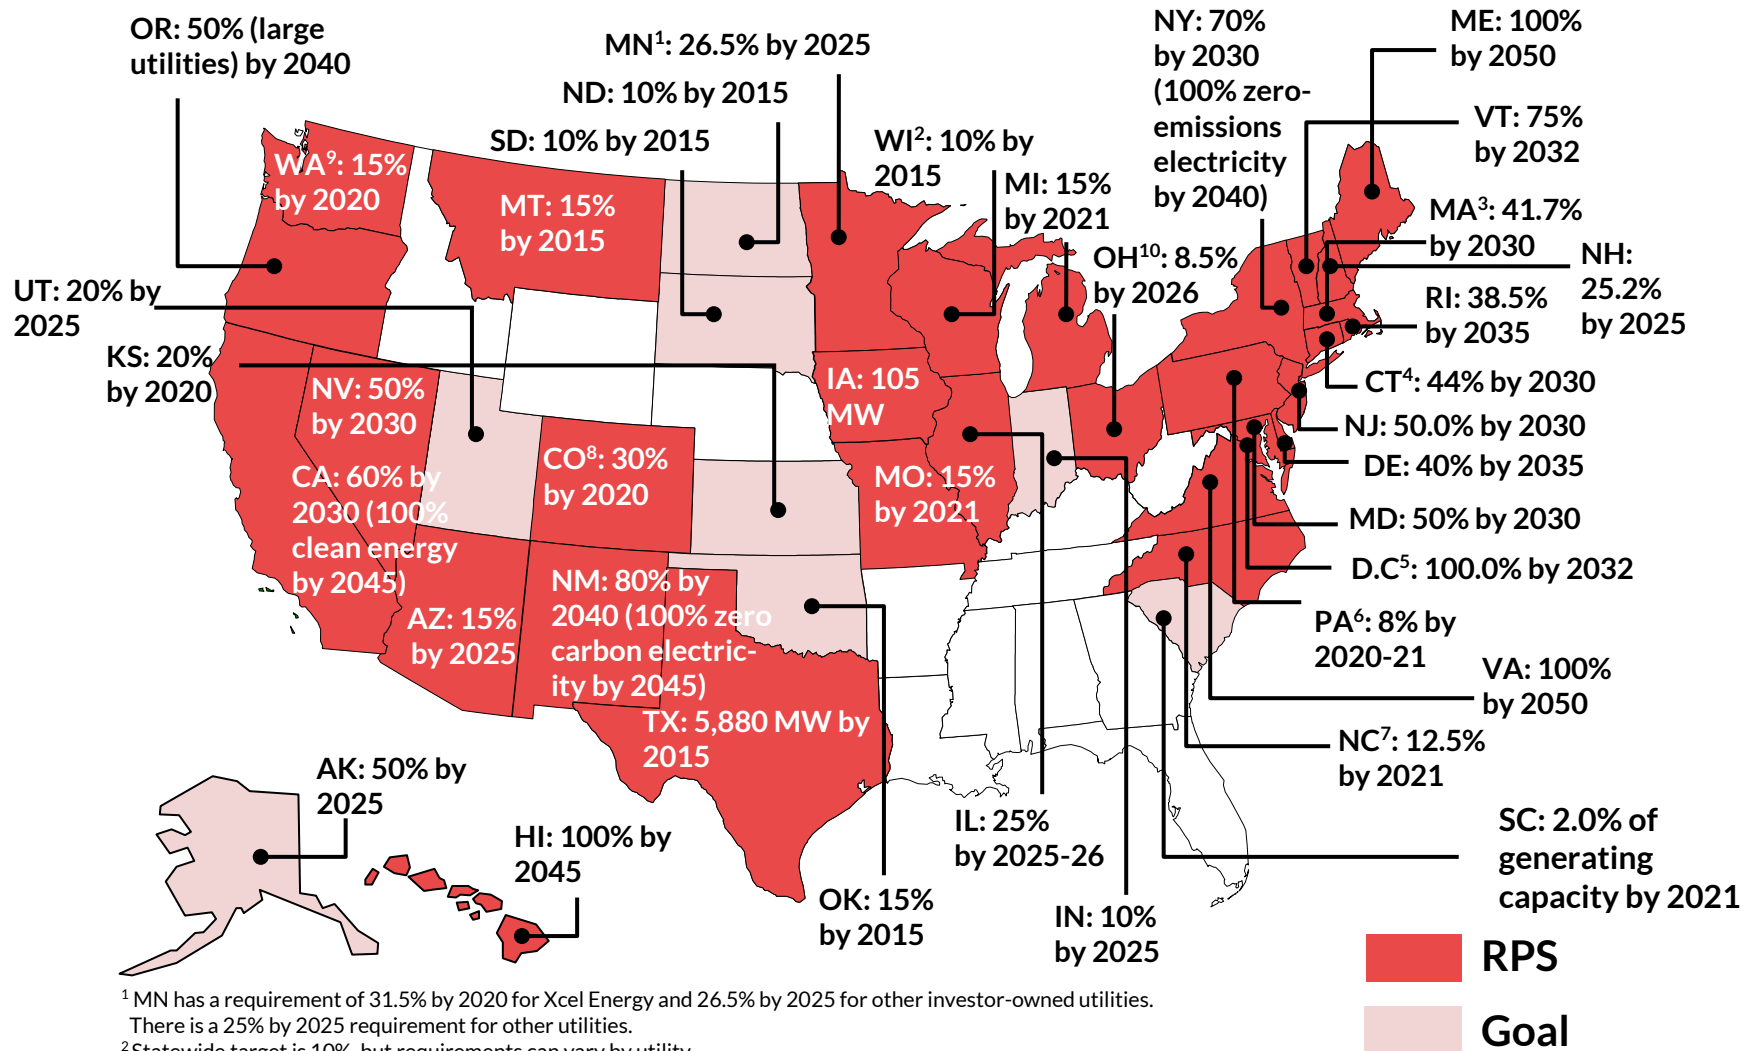 OR: 50% (large
utilities) by 2040
MN¹: 26.5% by 2025
ND: 10% by 2015
SD: 10% by 2015
WI²: 10% by
2015
MI: 15%
by 2021
NY: 70%
by 2030
(100% zero-
emissions
electricity
by 2040)
ME: 100%
by 2050
VT: 75%
by 2032
MA³: 41.7%
by 2030
NH:
25.2%
by 2025
OH¹⁰: 8.5%
by 2026
RI: 38.5%
by 2035
WA⁹: 15%
by 2020
MT: 15%
by 2015
UT: 20% by
2025
KS: 20%
by 2020
NV: 50%
by 2030
IA: 105
MW
CT⁴: 44% by 2030
NJ: 50.0% by 2030
DE: 40% by 2035
CO⁸: 30%
by 2020
CA: 60% by
2030 (100%
clean energy
by 2045)
MO: 15%
by 2021
MD: 50% by 2030
D.C⁵: 100.0% by 2032
NM: 80% by
2040 (100% zero
carbon electric-
ity by 2045)
AZ: 15%
by 2025
PA⁶: 8% by
2020-21
VA: 100%
by 2050
TX: 5,880 MW by
2015
NC⁷: 12.5%
by 2021
AK: 50% by
2025
HI: 100% by
2045
IL: 25%
by 2025-26
SC: 2.0% of
generating
capacity by 2021
OK: 15%
by 2015
IN: 10%
by 2025
RPS
Goal
¹ MN has a requirement of 31.5% by 2020 for Xcel Energy and 26.5% by 2025 for other investor-owned utilities.
There is a 25% by 2025 requirement for other utilities.
² Statewide target is 10%, but requirements can vary by utility